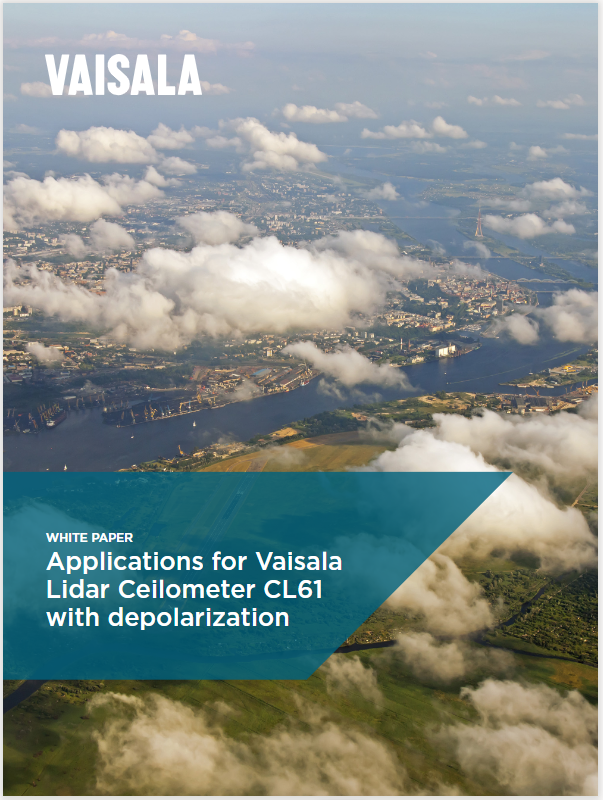 VAISALA
WHITE PAPER
Applications for Vaisala
Lidar Ceilometer CL61
with depolarization